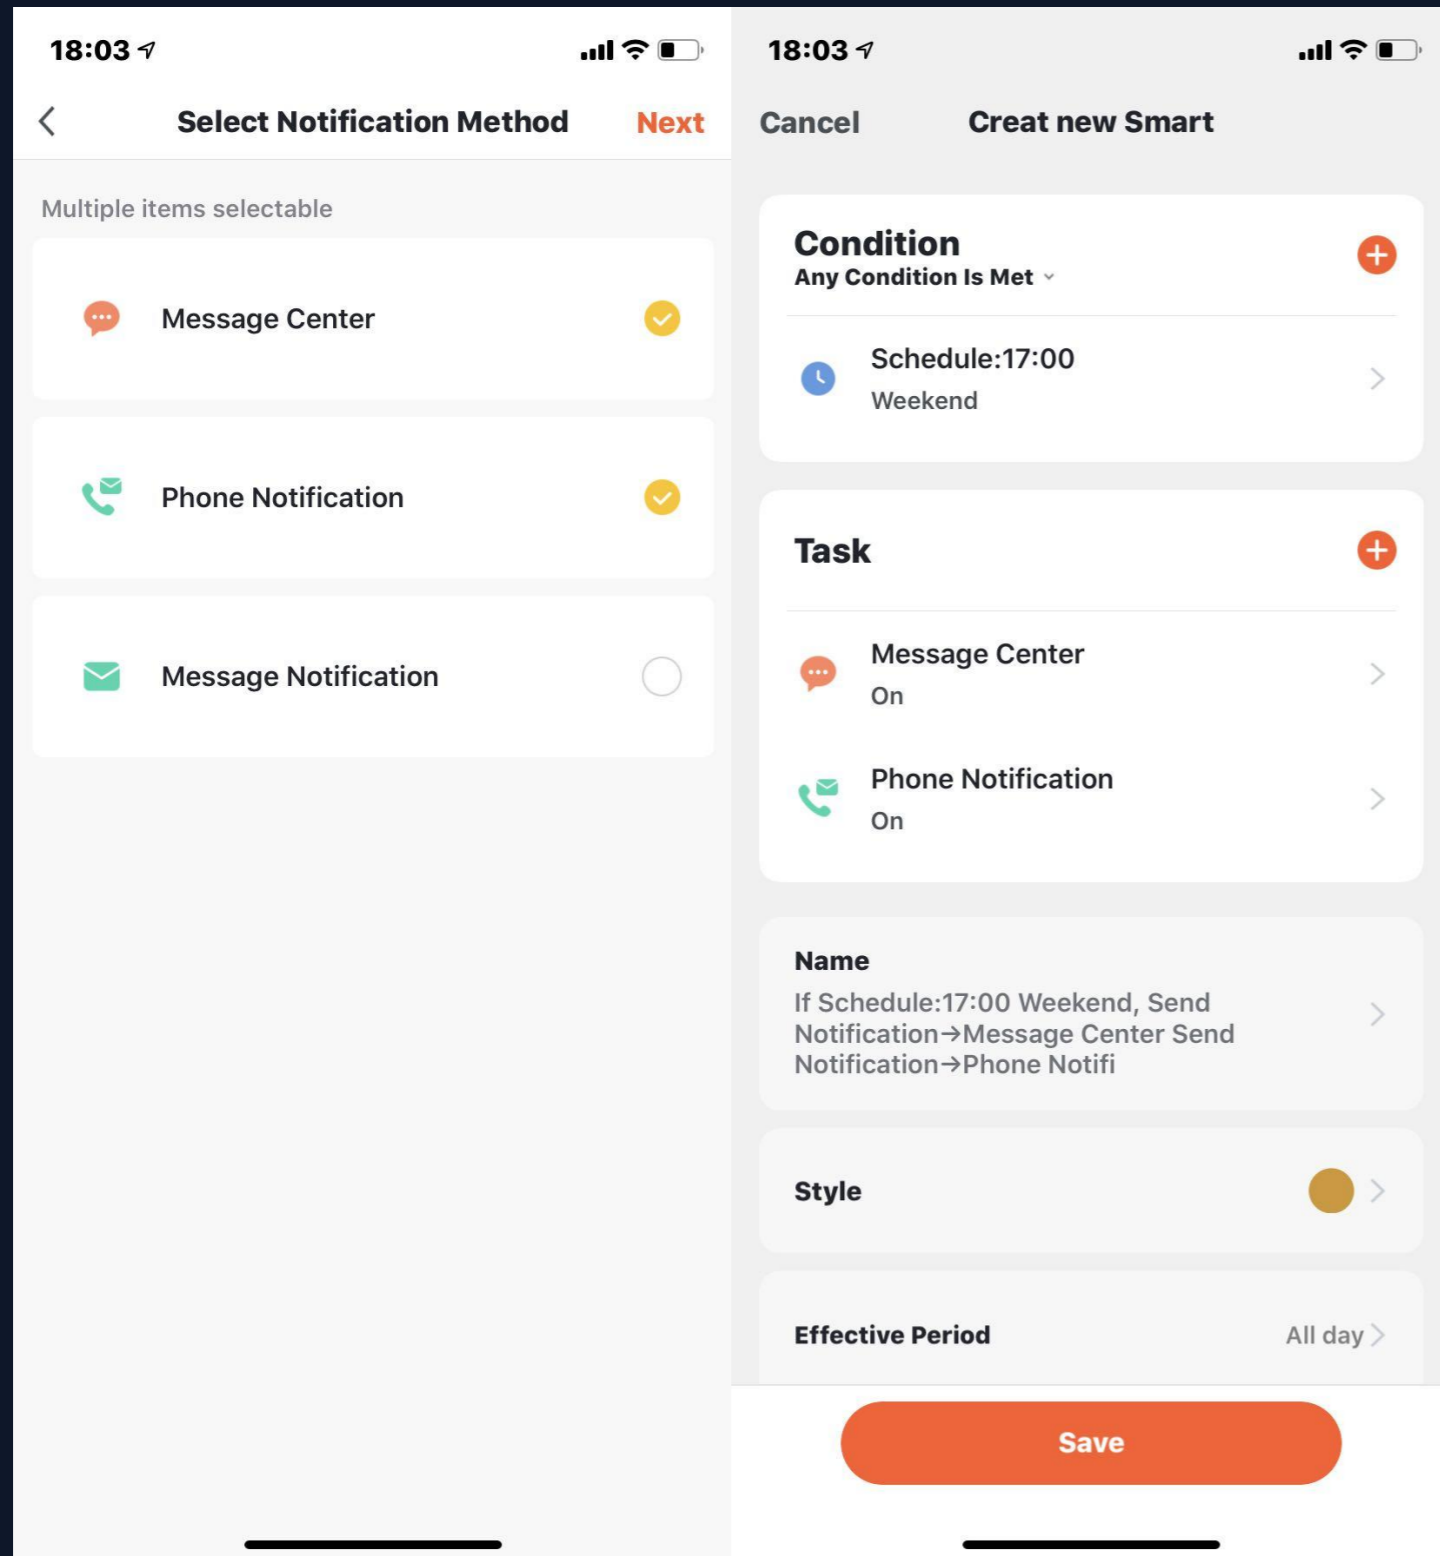 18:03
Select Notification Method
Next
Multiple items selectable
Message Center
Phone Notification
Message Notification
18:03
Cancel
Creat new Smart
Condition
Any Condition Is Met
Schedule:17:00
Weekend
Task
Message Center
On
Phone Notification
On
Name
If Schedule:17:00 Weekend, Send
Notification→Message Center Send
Notification→Phone Notifi
Style
Effective Period
All day
Save